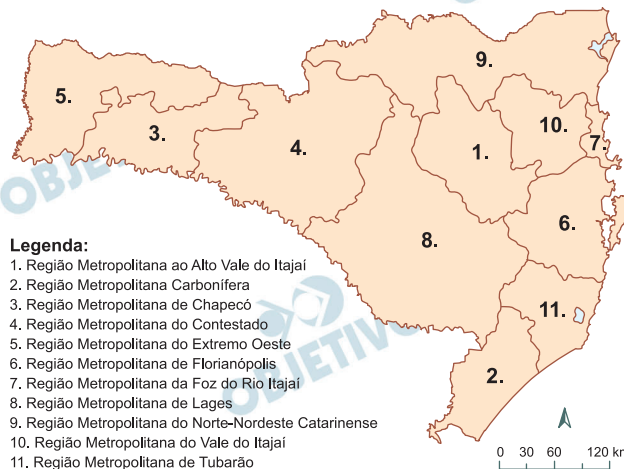 OBJETIVO
5.
3.
4.
9.
10.
7.
1.
6.
8.
11.
2.
Legenda:
1. Região Metropolitana ao Alto Vale do Itajaí
2. Região Metropolitana Carbonífera
3. Região Metropolitana de Chapecó
4. Região Metropolitana do Contestado
5. Região Metropolitana do Extremo Oeste
6. Região Metropolitana de Florianópolis
7. Região Metropolitana da Foz do Rio Itajaí
8. Região Metropolitana de Lages
9. Região Metropolitana do Norte-Nordeste Catarinense
10. Região Metropolitana do Vale do Itajaí
11. Região Metropolitana de Tubarão
OBJETIVO
0 30 60 120 km